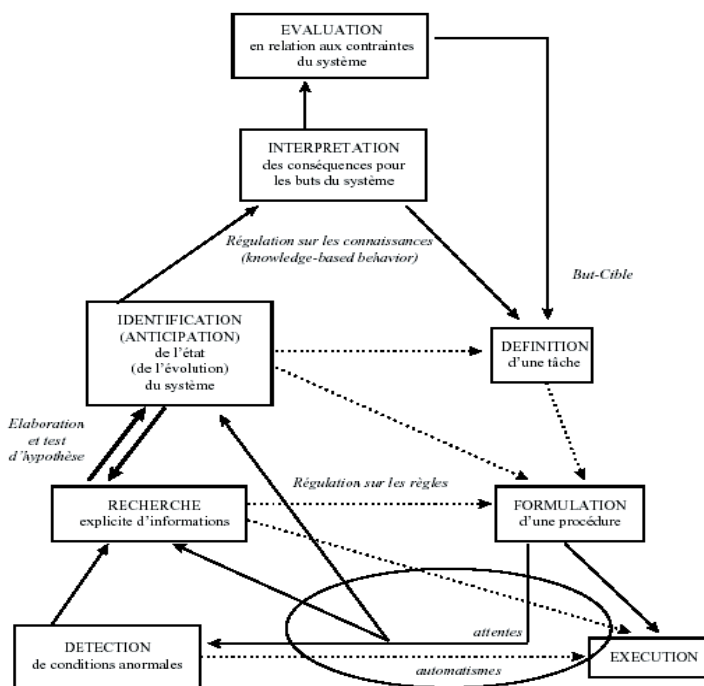 EVALUATION
en relation aux contraintes
du système
INTERPRETATION
des conséquences pour
les buts du système
Régulation sur les connaissances
(knowledge-based behavior)
But-Cible
IDENTIFICATION
(ANTICIPATION)
de l'état
(de l'évolution)
du système
DEFINITION
d'une tâche
Elaboration
et test
d'hypothèse
Régulation sur les règles
RECHERCHE
explicite d'informations
FORMULATION
d'une procédure
attentes
DETECTION
de conditions anormales
automatismes
EXECUTION